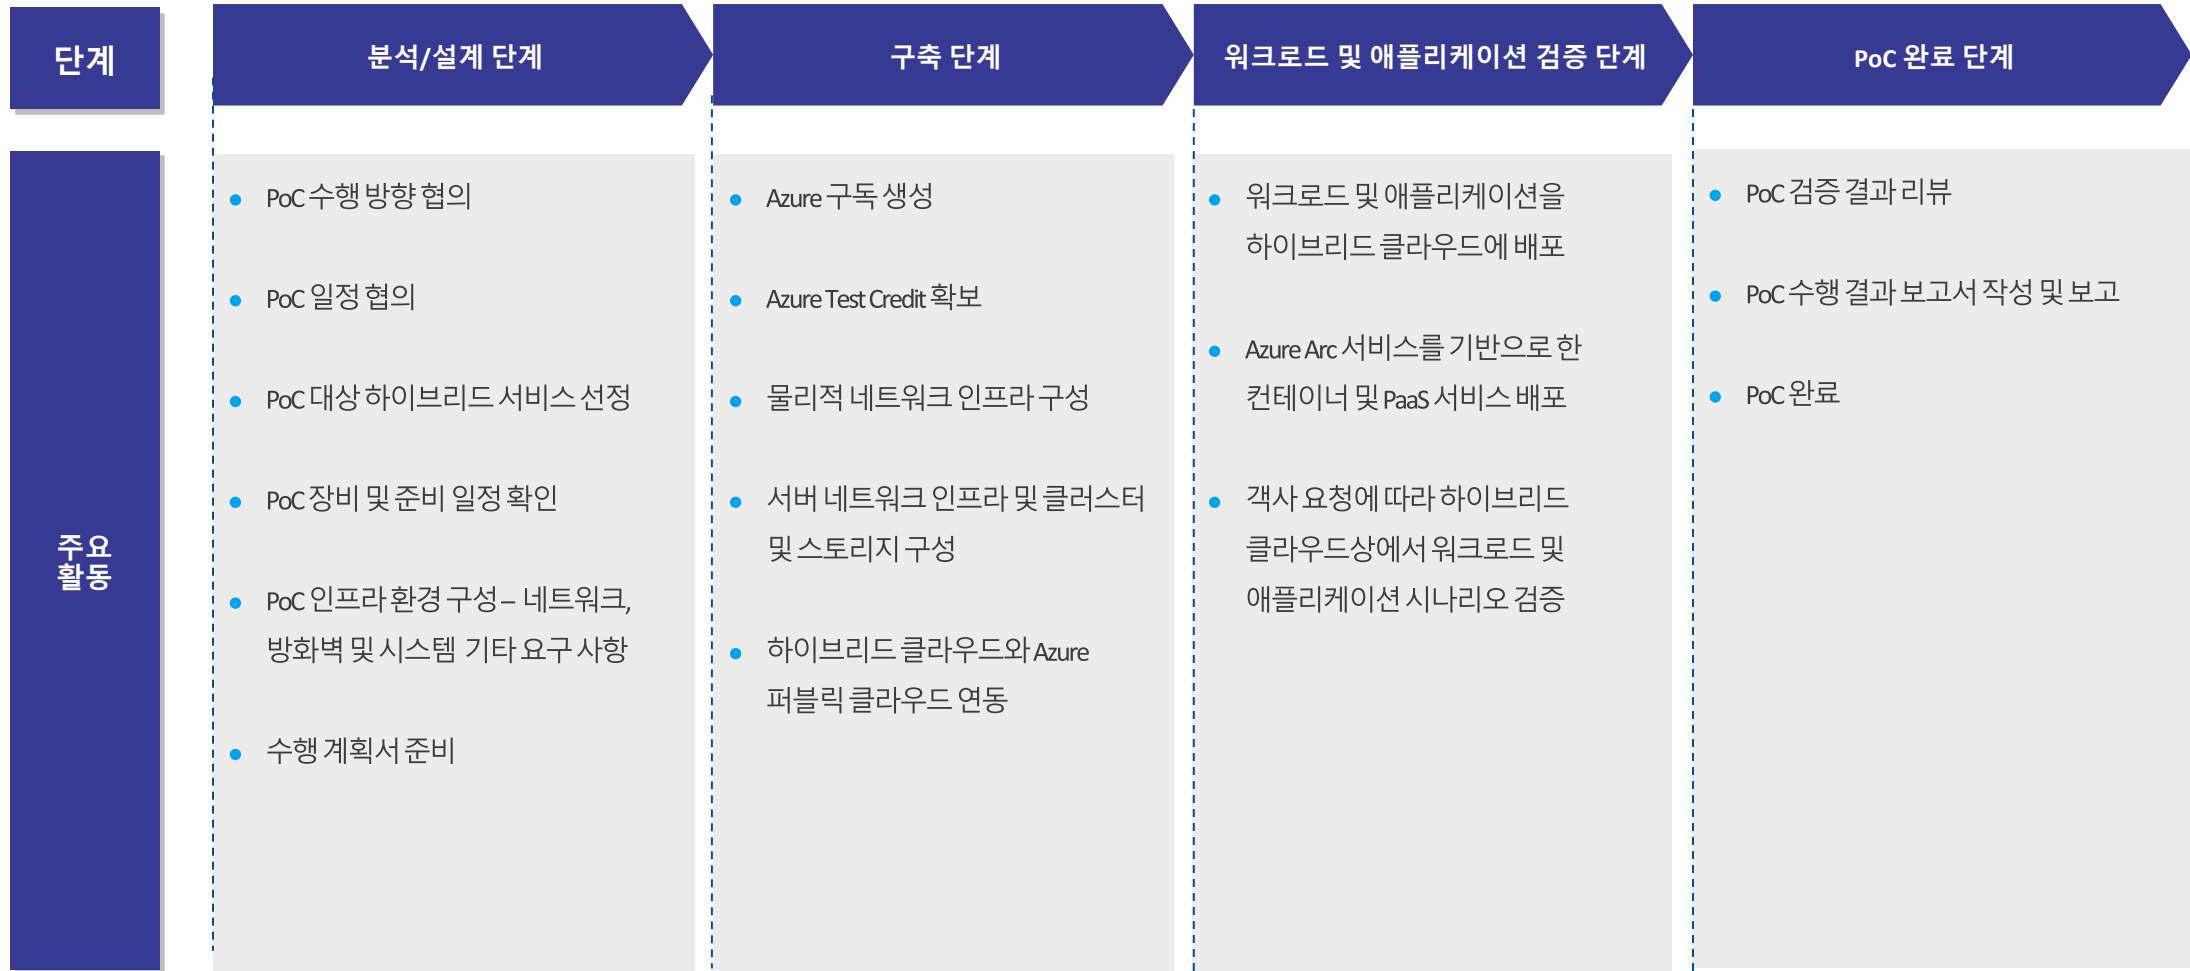 단계
분석/설계 단계
구축 단계
워크로드 및 애플리케이션 검증 단계
PoC 완료 단계
주요
활동
PoC 수행 방향 협의
PoC 일정 협의
PoC 대상 하이브리드 서비스 선정
PoC 장비 및 준비 일정 확인
PoC 인프라 환경 구성 – 네트워크,
방화벽 및 시스템 기타 요구 사항
수행 계획서 준비
Azure 구독 생성
Azure Test Credit 확보
물리적 네트워크 인프라 구성
서버 네트워크 인프라 및 클러스터
및 스토리지 구성
하이브리드 클라우드와 Azure
퍼블릭 클라우드 연동
워크로드 및 애플리케이션을
하이브리드 클라우드에 배포
Azure Arc 서비스를 기반으로 한
컨테이너 및 PaaS 서비스 배포
객사 요청에 따라 하이브리드
클라우드상에서 워크로드 및
애플리케이션 시나리오 검증
PoC 검증 결과 리뷰
PoC 수행 결과 보고서 작성 및 보고
PoC 완료